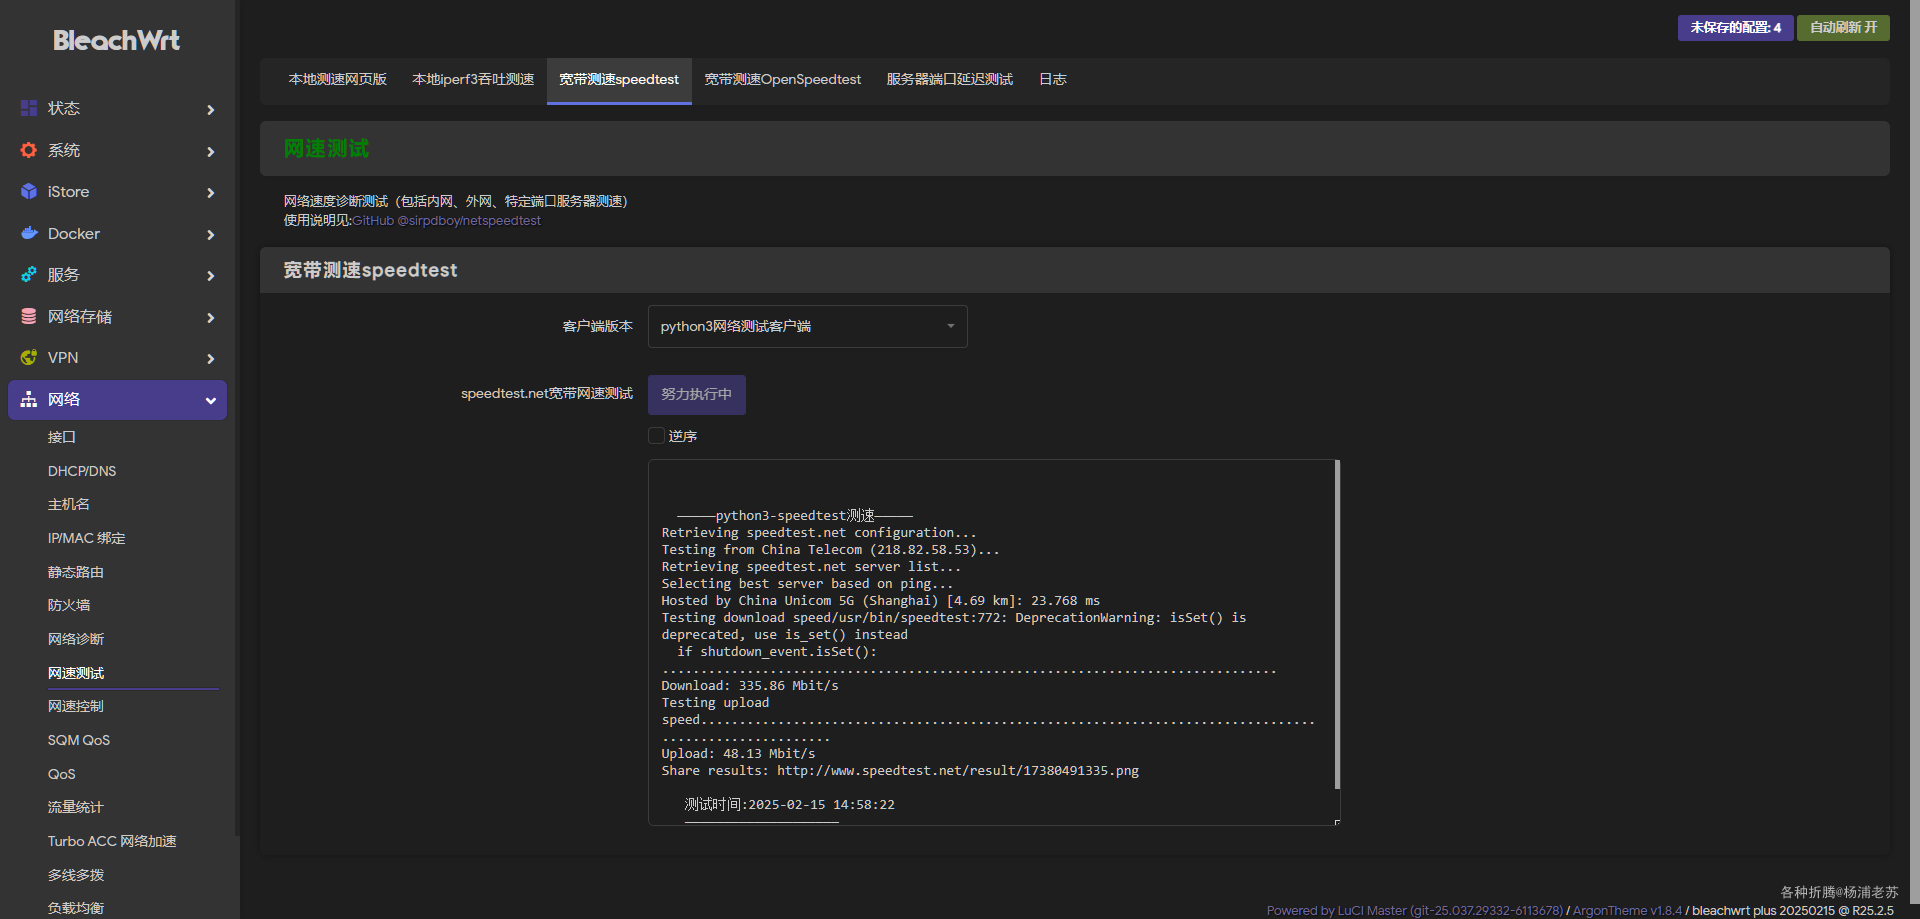 BleachWrt
未保存的配置: 4
自动刷新 开
本地测速网页版
本地iperf3吞吐测速
宽带测速speedtest
宽带测速OpenSpeedtest
服务器端口延迟测试
日志
状态
系统
iStore
Docker
服务
网络存储
VPN
网络
接口
DHCP/DNS
主机名
IP/MAC 绑定
静态路由
防火墙
网络诊断
网速测试
网速控制
SQM QoS
QoS
流量统计
Turbo ACC 网络加速
多线多拨
负载均衡
网速测试
网络速度诊断测试（包括内网、外网、特定端口服务器测速）
使用说明见:GitHub @sirpdboy/netspeedtest
宽带测速speedtest
客户端版本
python3网络测试客户端
speedtest.net宽带网速测试
努力执行中
逆序
—————python3-speedtest测速—————
Retrieving speedtest.net configuration...
Testing from China Telecom (218.82.58.53)...
Retrieving speedtest.net server list...
Selecting best server based on ping...
Hosted by China Unicom 5G (Shanghai) [4.69 km]: 23.768 ms
Testing download speed/usr/bin/speedtest:772: DeprecationWarning: isSet() is
deprecated, use is_set() instead
if shutdown_event.isSet():
................................................................................
Download: 335.86 Mbit/s
Testing upload
speed................................................................................
......................
Upload: 48.13 Mbit/s
Share results: http://www.speedtest.net/result/17380491335.png
测试时间:2025-02-15 14:58:22
————————————————————
各种折腾@杨浦老苏
Powered by LuCI Master (git-25.037.29332-6113678) / ArgonTheme v1.8.4 / bleachwrt plus 20250215 @ R25.2.5